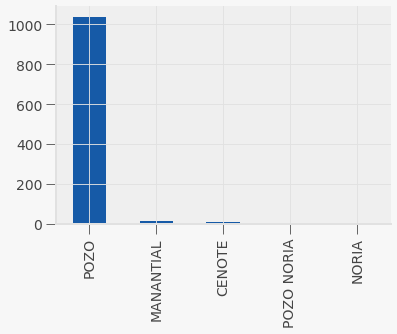 1000
800
600
400
200
0
POZO
MANANTIAL
CENOTE
POZO NORIA
NORIA